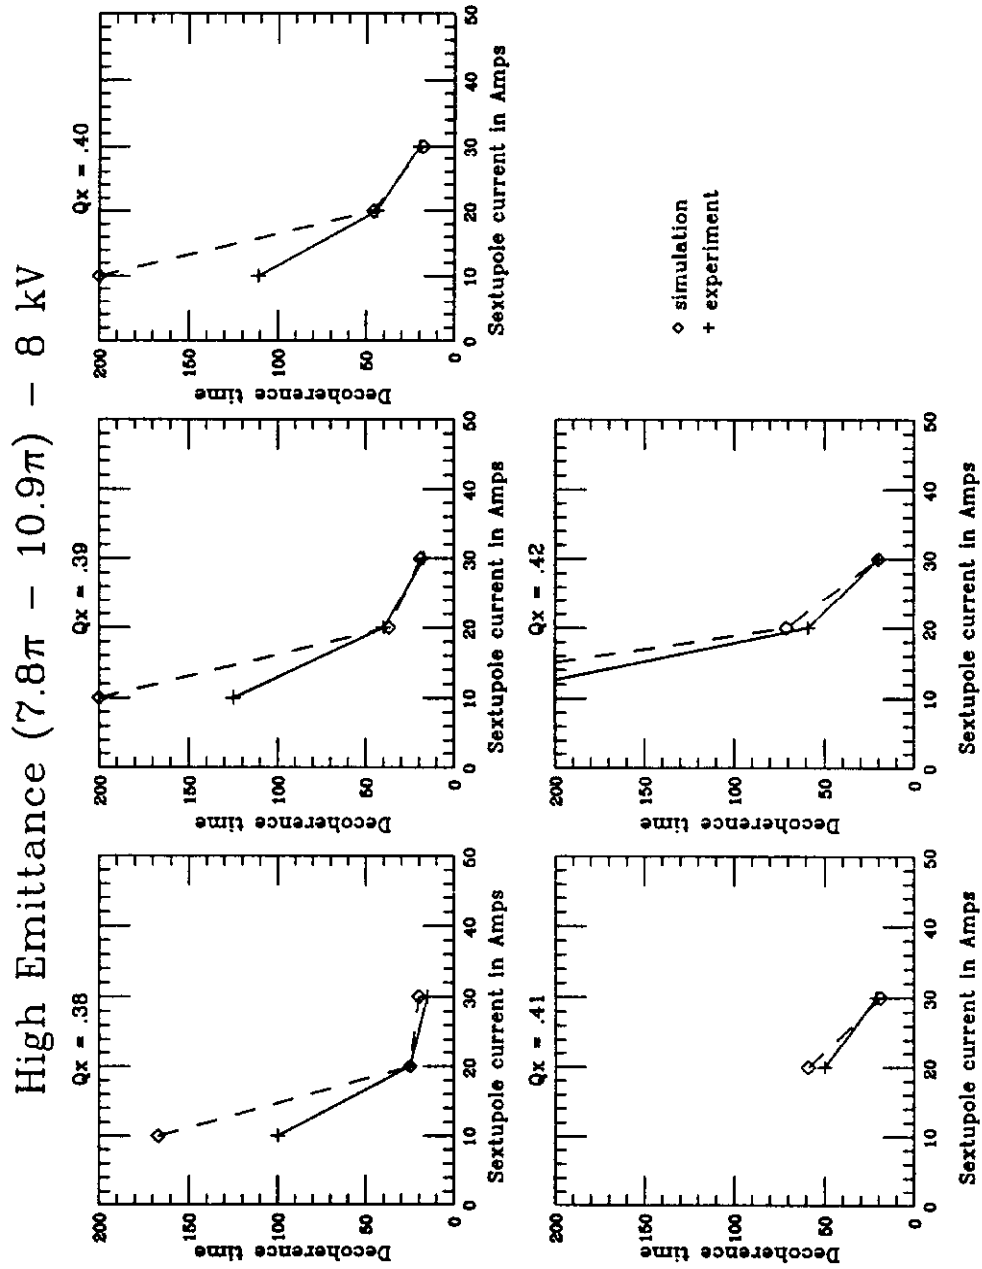 High Emittance (7.8π − 10.9π) − 8 kV
Qx = .38
Decoherence time
200
150
100
50
0
0 10 20 30 40 50
Sextupole current in Amps
Qx = .39
Decoherence time
200
150
100
50
0
0 10 20 30 40 50
Sextupole current in Amps
Qx = .40
Decoherence time
200
150
100
50
0
0 10 20 30 40 50
Sextupole current in Amps
Qx = .41
Decoherence time
200
150
100
50
0
0 10 20 30 40 50
Sextupole current in Amps
Qx = .42
Decoherence time
200
150
100
50
0
0 10 20 30 40 50
Sextupole current in Amps
◇ simulation
+ experiment